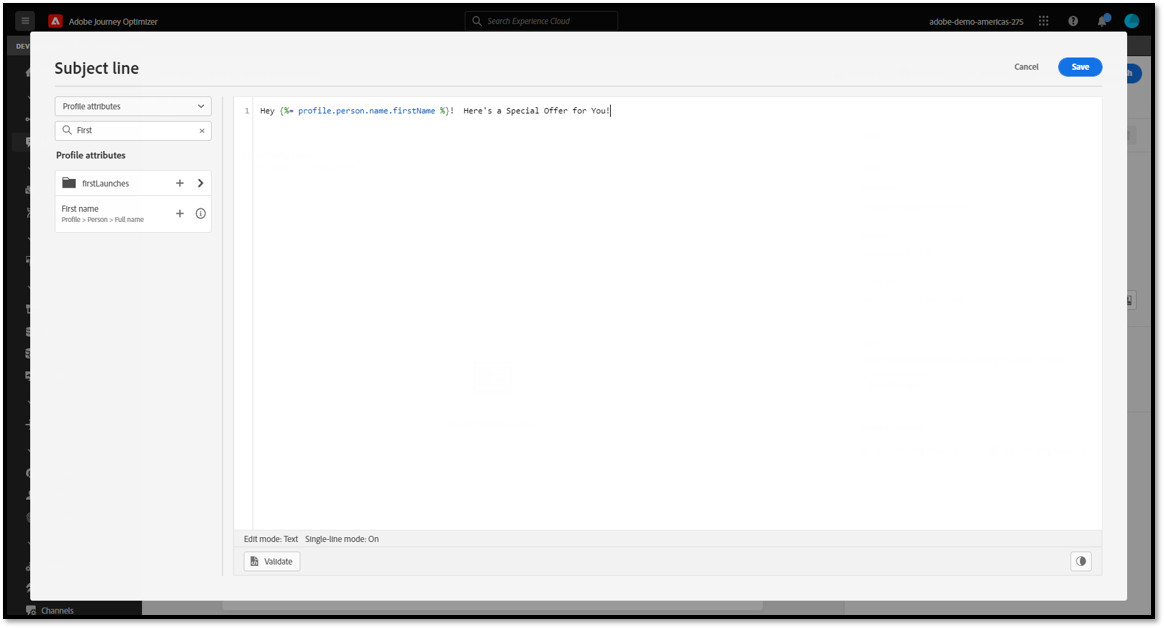 Adobe Journey Optimizer
Search Experience Cloud
adobe-demo-americas-275
DEV
Subject line
Cancel
Save
Profile attributes
First
Profile attributes
firstLaunches
First name
Profile > Person > Full name
1 Hey {%= profile.person.name.firstName %}!  Here's a Special Offer for You!
Edit mode: Text Single-line mode: On
Validate
Channels